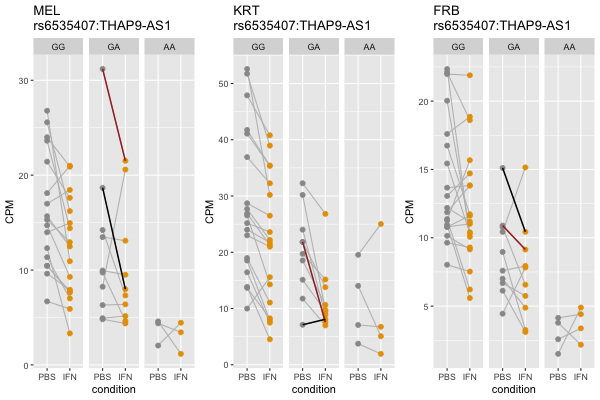 MEL
rs6535407:THAP9-AS1
GG GA AA
CPM
30
20
10
0
PBS IFN PBS IFN PBS IFN
condition
KRT
rs6535407:THAP9-AS1
GG GA AA
CPM
50
40
30
20
10
0
PBS IFN PBS IFN PBS IFN
condition
FRB
rs6535407:THAP9-AS1
GG GA AA
CPM
20
15
10
5
PBS IFN PBS IFN PBS IFN
condition